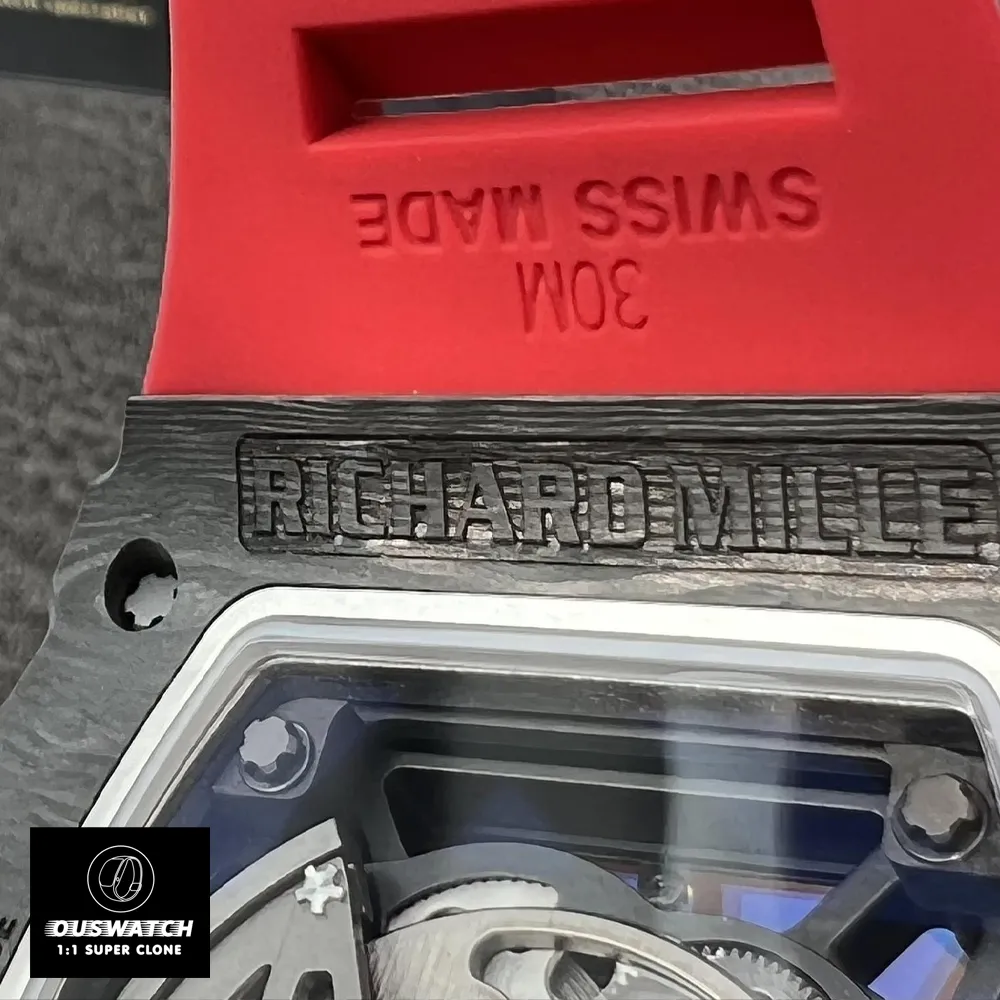 SWISS MADE
30M
RICHARD MILLE
OUSWATCH
1:1 SUPER CLONE